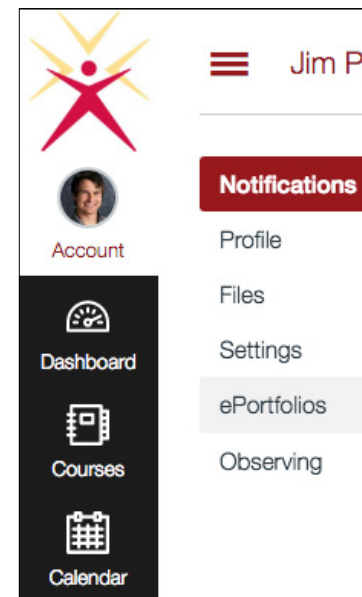 Jim P
Account
Dashboard
Courses
Calendar
Notifications
Profile
Files
Settings
ePortfolios
Observing